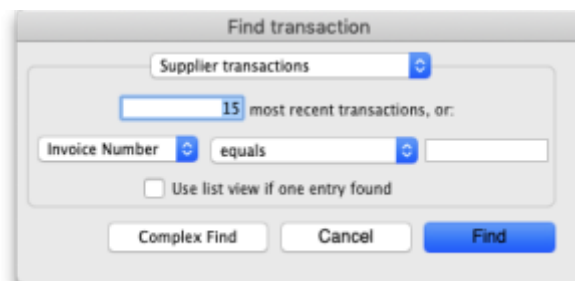 Find transaction
Supplier transactions
15 most recent transactions, or:
Invoice Number equals
Use list view if one entry found
Complex Find Cancel Find